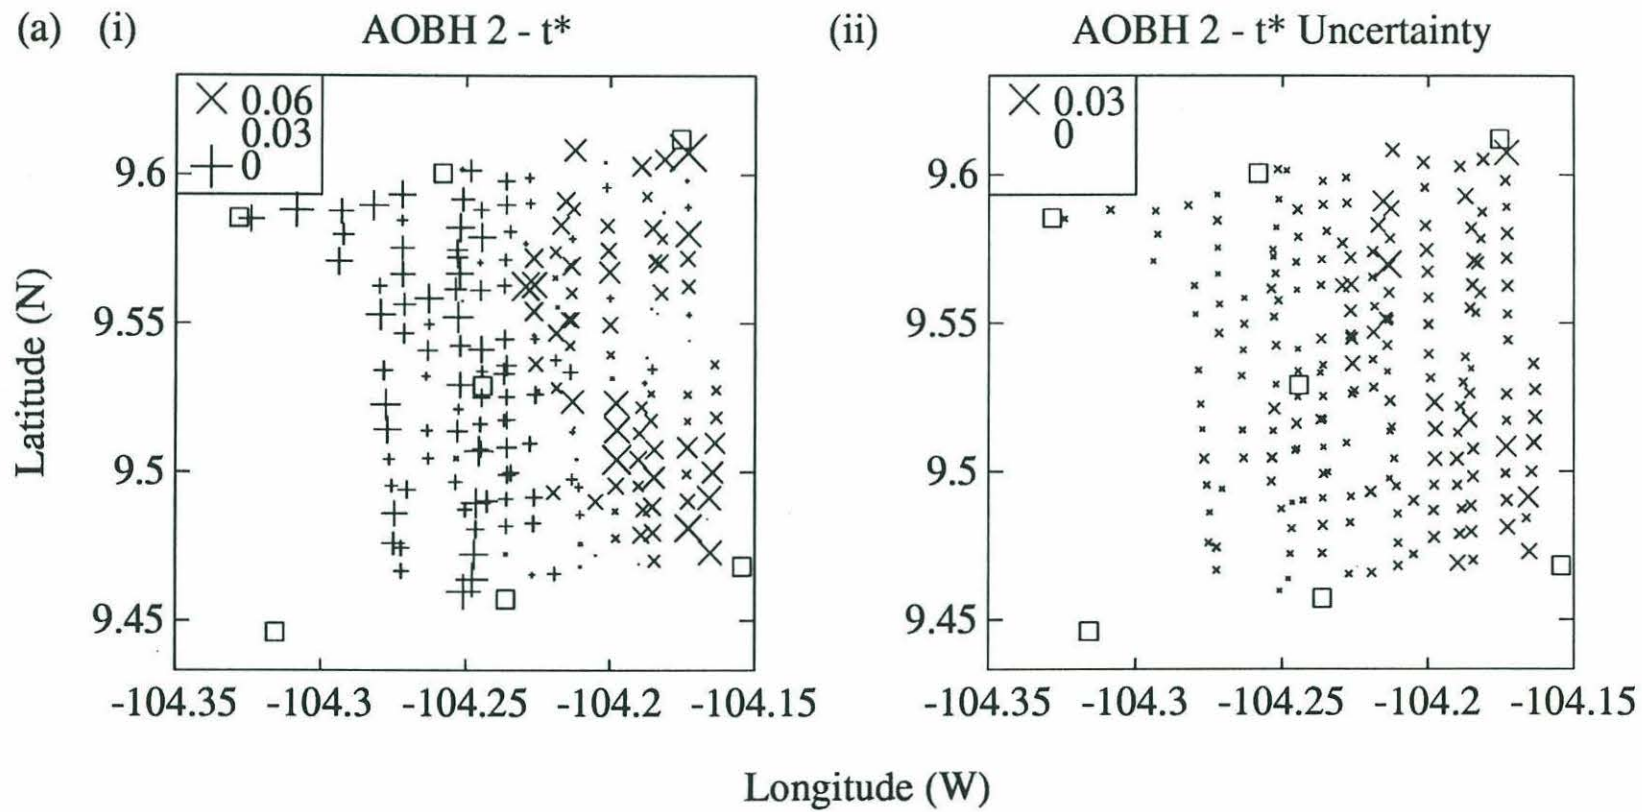 (a) (i) AOBH 2 - t* (ii) AOBH 2 - t* Uncertainty
0.06
0.03
0
0.03
0
9.6
9.55
9.5
9.45
Latitude (N)
-104.35 -104.3 -104.25 -104.2 -104.15
9.6
9.55
9.5
9.45
-104.35 -104.3 -104.25 -104.2 -104.15
Longitude (W)